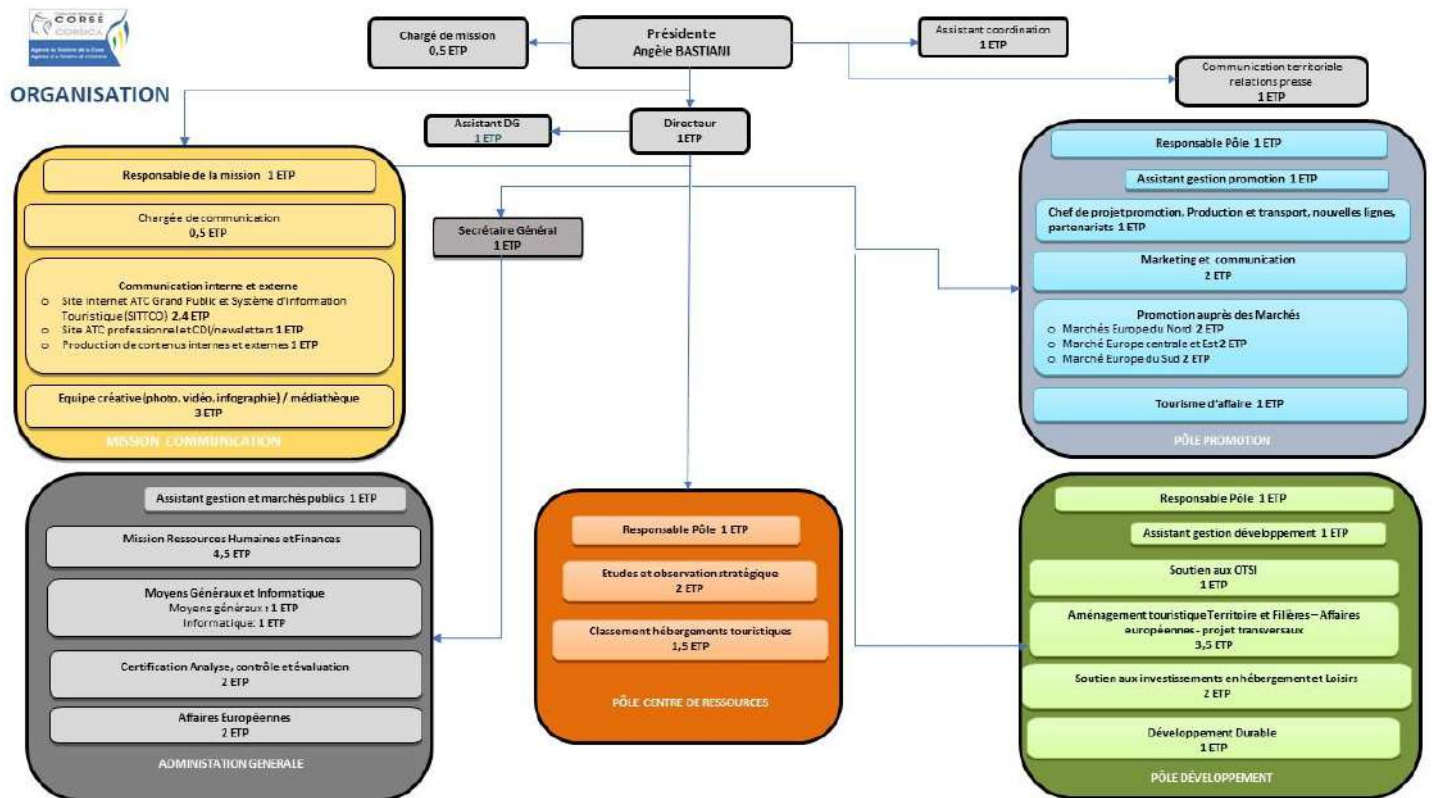 CORSE
CORSICA
Agence du Tourisme de la Corse
ORGANISATION
Chargé de mission
0,5 ETP
Présidente
Angèle BASTIANI
Assistant coordination
1 ETP
Communication territoriale
relations presse
1 ETP
Assistant DG
1 ETP
Directeur
1ETP
Secrétaire Général
1 ETP
Responsable de la mission 1 ETP
Chargée de communication
0,5 ETP
Communication interne et externe
o Site Internet ATC Grand Public et Système d'Information
Touristique (SITTCO) 2,4 ETP
o Site ATC professionnel et CDI/newsletters 1 ETP
o Production de contenus internes et externes 1 ETP
Equipe créative (photo, vidéo, infographie) / médiathèque
3 ETP
MISSION COMMUNICATION
Responsable Pôle 1 ETP
Assistant gestion promotion 1 ETP
Chef de projet promotion, Production et transport, nouvelles lignes,
partenariats 1 ETP
Marketing et communication
2 ETP
Promotion auprès des Marchés
o Marchés Europe du Nord 2 ETP
o Marché Europe centrale et Est 2 ETP
o Marché Europe du Sud 2 ETP
Tourisme d'affaire 1 ETP
PÔLE PROMOTION
Assistant gestion et marchés publics 1 ETP
Mission Ressources Humaines et Finances
4,5 ETP
Moyens Généraux et Informatique
Moyens généraux : 1 ETP
Informatique: 1 ETP
Certification Analyse, contrôle et évaluation
2 ETP
Affaires Européennes
2 ETP
ADMINISTATION GENERALE
Responsable Pôle 1 ETP
Etudes et observation stratégique
2 ETP
Classement hébergements touristiques
1,5 ETP
PÔLE CENTRE DE RESSOURCES
Responsable Pôle 1 ETP
Assistant gestion développement 1 ETP
Soutien aux OTSI
1 ETP
Aménagement touristique Territoire et Filières – Affaires
européennes - projet transversaux
3,5 ETP
Soutien aux investissements en hébergement et Loisirs
2 ETP
Développement Durable
1 ETP
PÔLE DÉVELOPPEMENT